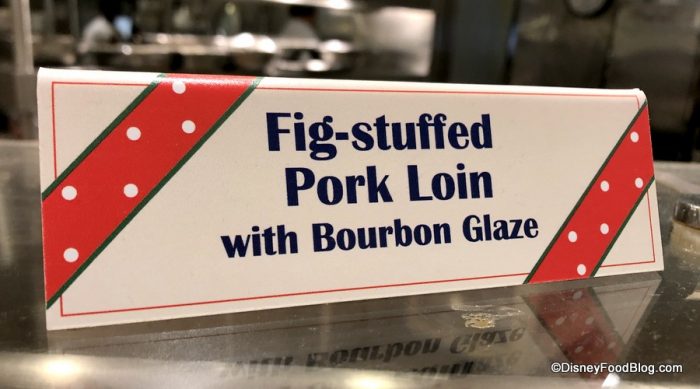 Fig-stuffed
Pork Loin
with Bourbon Glaze
©DisneyFoodBlog.com